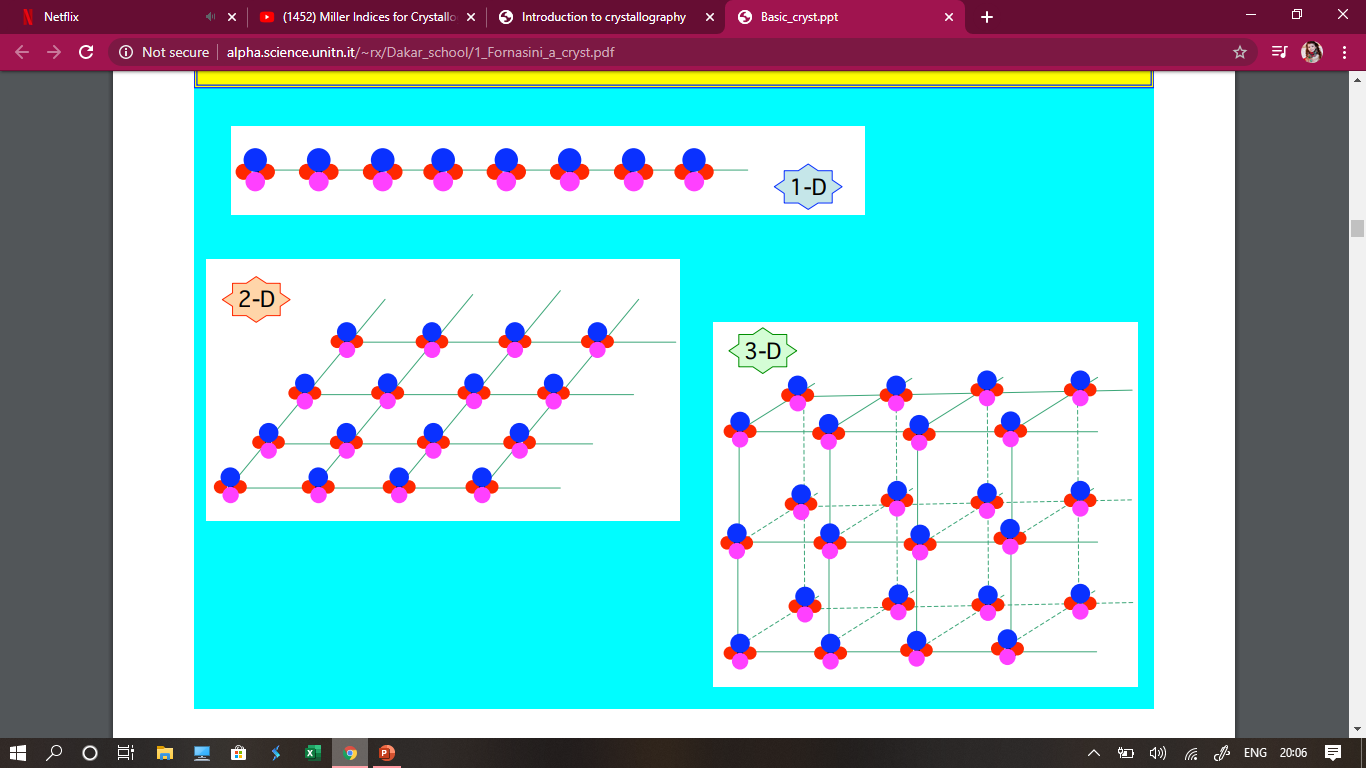 Netflix
(1452) Miller Indices for Crystallo
Introduction to crystallography
Basic_cryst.ppt
Not secure
alpha.science.unitn.it/~rx/Dakar_school/1_Fornasini_a_cryst.pdf
1-D
2-D
3-D
ENG
20:06